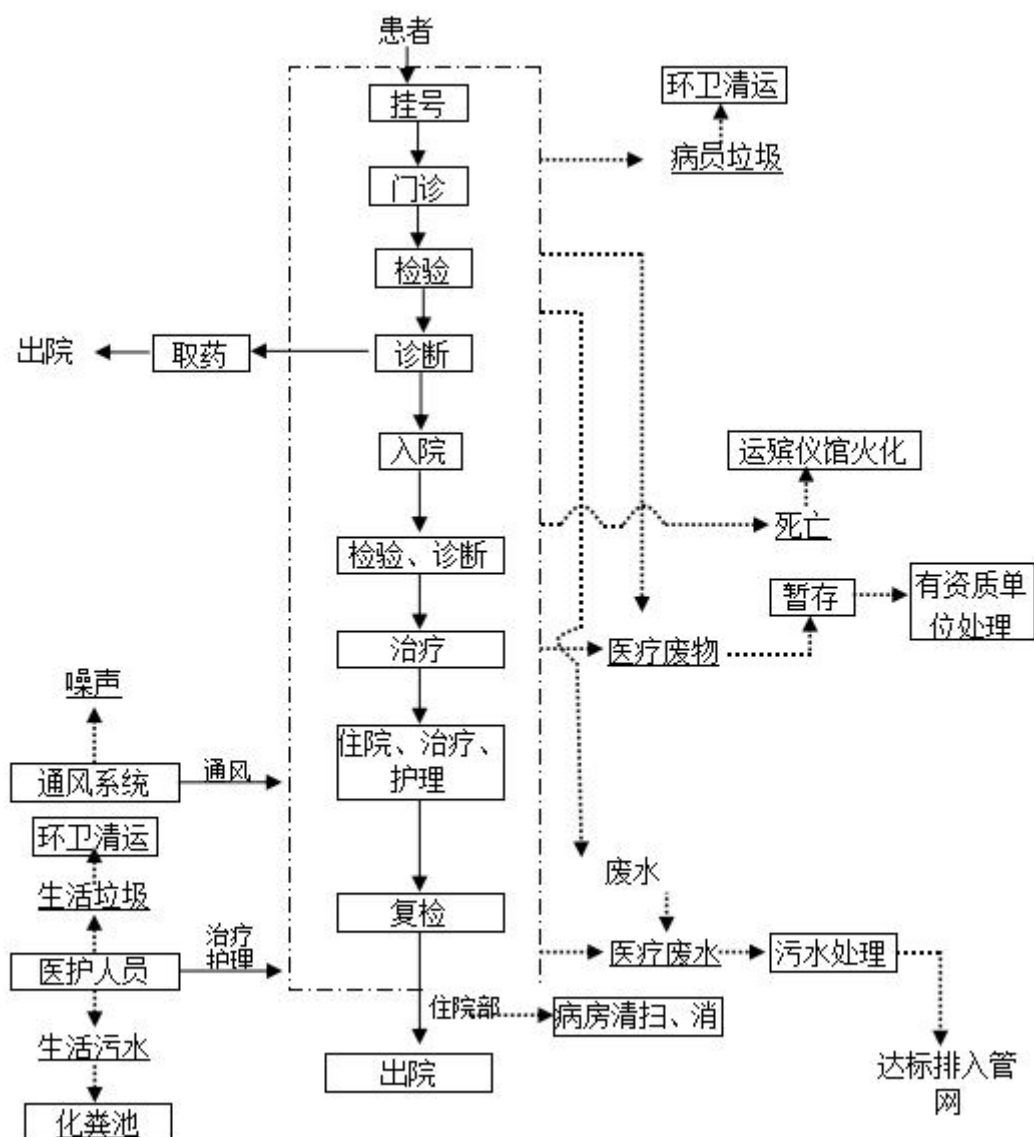 患者
挂号
环卫清运
病员垃圾
门诊
检验
诊断
取药
出院
入院
运殡仪馆火化
死亡
检验、诊断
暂存
有资质单
位处理
治疗
医疗废物
噪声
通风系统
通风
住院、治疗、
护理
环卫清运
生活垃圾
废水
复检
治疗
护理
医护人员
医疗废水
污水处理
住院部
病房清扫、消
生活污水
出院
达标排入管
网
化粪池